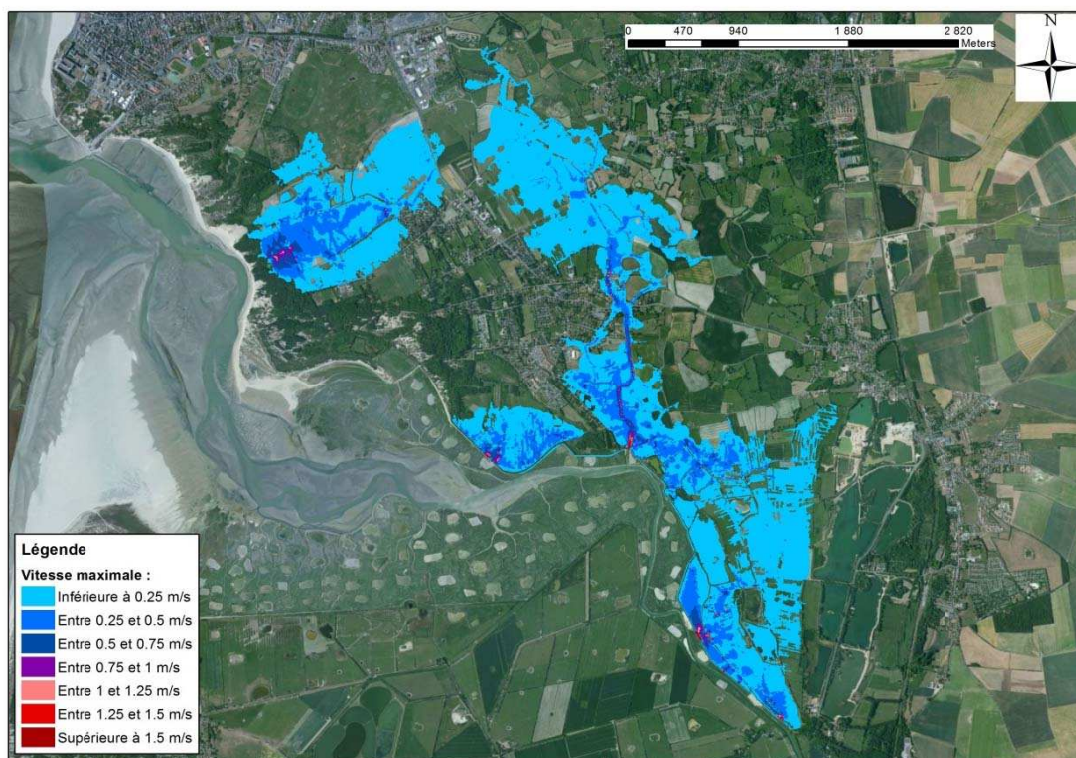 0 470 940 1 880 2 820
Meters
N
Légende
Vitesse maximale :
Inférieure à 0.25 m/s
Entre 0.25 et 0.5 m/s
Entre 0.5 et 0.75 m/s
Entre 0.75 et 1 m/s
Entre 1 et 1.25 m/s
Entre 1.25 et 1.5 m/s
Supérieure à 1.5 m/s